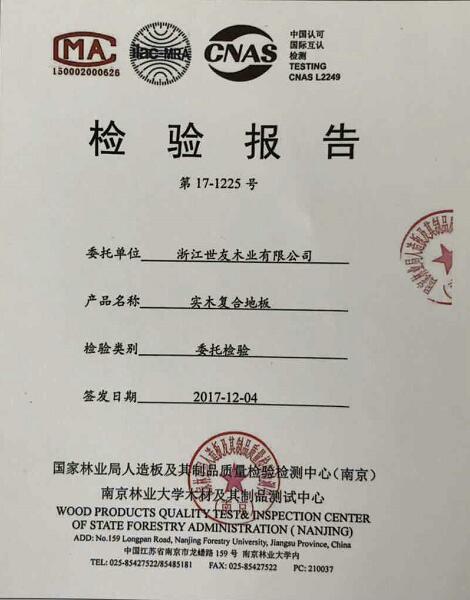 CMA
150002000626
ilac-MRA
CNAS
中国认可
国际互认
检测
TESTING
CNAS L2249
检验报告
第 17-1225 号
委托单位 浙江世友木业有限公司
产品名称 实木复合地板
检验类别 委托检验
签发日期 2017-12-04
国家林业局人造板及其制品质量检验检测中心(南京)
南京林业大学木材及其制品测试中心
WOOD PRODUCTS QUALITY TEST& INSPECTION CENTER
OF STATE FORESTRY ADMINISTRATION ( NANJING)
ADD: No.159 Longpan Road, Nanjing Forestry University, Jiangsu Province, China
中国江苏省南京市龙蟠路 159 号 南京林业大学内
TEL: 025-85427522/85485181 FAX: 025-85427522 PC: 210037